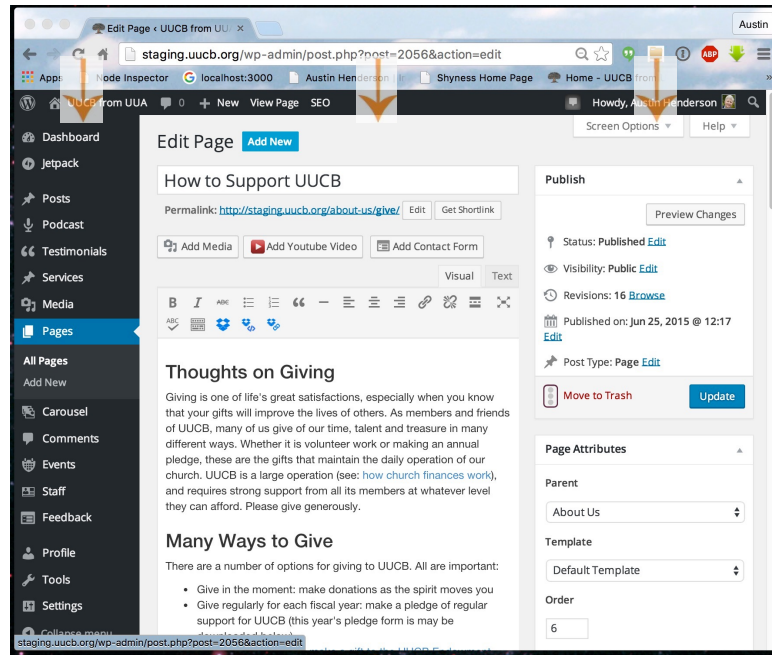 Edit Page ‹ UUCB from UU
Austin
staging.uucb.org/wp-admin/post.php?post=2056&action=edit
ABP
Apps Node Inspector localhost:3000 Austin Henderson Shyness Home Page Home - UUCB from
UUCB from UUA 0 + New View Page SEO Howdy, Austin Henderson
Screen Options Help
Dashboard
Jetpack
Posts
Podcast
Testimonials
Services
Media
Pages
All Pages
Add New
Carousel
Comments
Events
Staff
Feedback
Profile
Tools
Settings
Collapse menu
Edit Page Add New
How to Support UUCB
Permalink: http://staging.uucb.org/about-us/give/ Edit Get Shortlink
Add Media Add Youtube Video Add Contact Form
Visual Text
B I ABC
ABC
Thoughts on Giving
Giving is one of life's great satisfactions, especially when you know
that your gifts will improve the lives of others. As members and friends
of UUCB, many of us give of our time, talent and treasure in many
different ways. Whether it is volunteer work or making an annual
pledge, these are the gifts that maintain the daily operation of our
church. UUCB is a large operation (see: how church finances work),
and requires strong support from all its members at whatever level
they can afford. Please give generously.
Many Ways to Give
There are a number of options for giving to UUCB. All are important:
• Give in the moment: make donations as the spirit moves you
• Give regularly for each fiscal year: make a pledge of regular
support for UUCB (this year's pledge form is may be
downloaded below)
make a gift to the UUCB Endowment
Publish
Preview Changes
Status: Published Edit
Visibility: Public Edit
Revisions: 16 Browse
Published on: Jun 25, 2015 @ 12:17
Edit
Post Type: Page Edit
Move to Trash Update
Page Attributes
Parent
About Us
Template
Default Template
Order
6
staging.uucb.org/wp-admin/post.php?post=2056&action=edit